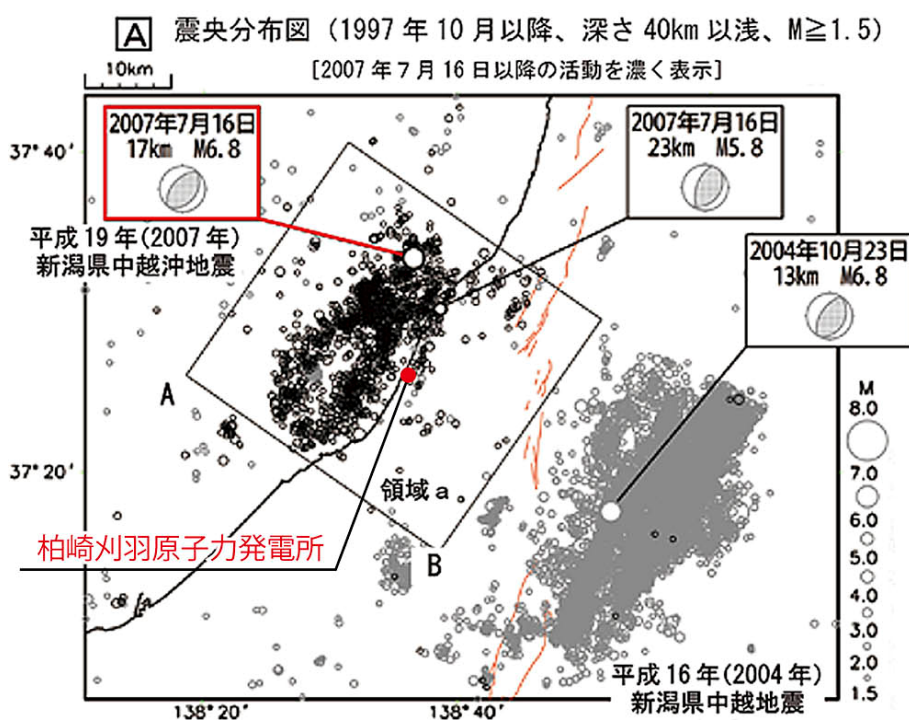 A 震央分布図（1997年10月以降、深さ40km以浅、M≧1.5）
10km
［2007年7月16日以降の活動を濃く表示］
2007年7月16日
17km M6.8
2007年7月16日
23km M5.8
37°40′
平成19年(2007年)
新潟県中越沖地震
2004年10月23日
13km M6.8
A
M
8.0
7.0
6.0
5.0
4.0
3.0
2.0
1.5
37°20′
領域a
柏崎刈羽原子力発電所
B
平成16年(2004年)
新潟県中越地震
138°20′
138°40′